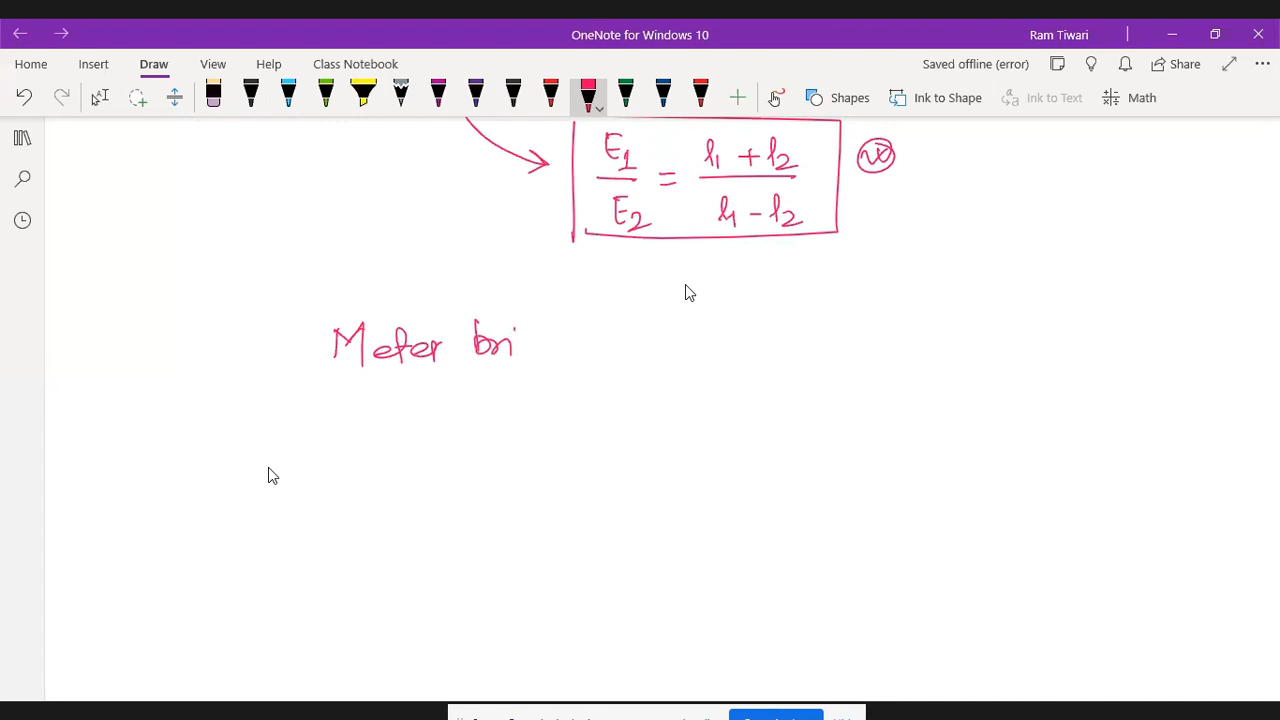 OneNote for Windows 10
Ram Tiwari
Home Insert Draw View Help Class Notebook
Saved offline (error) Share
Shapes Ink to Shape Ink to Text Math
E1/E2 = l1 + l2 / l1 - l2
Meter bri